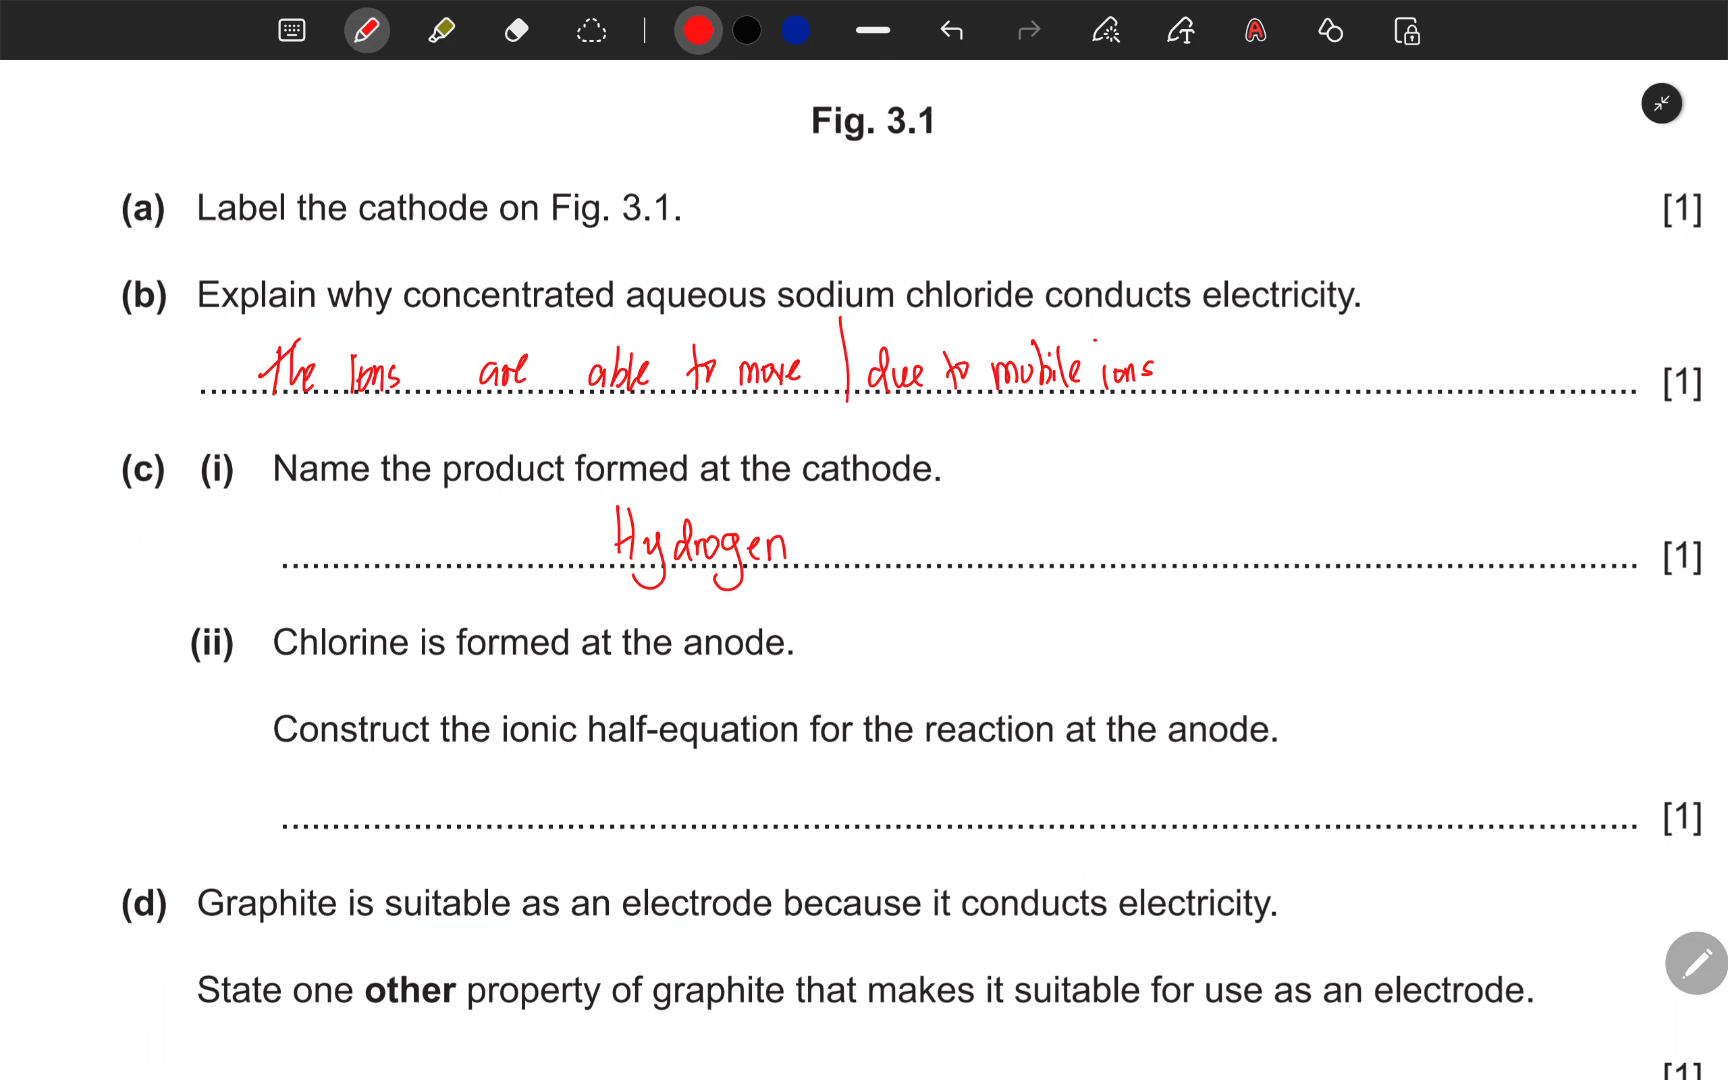 Fig. 3.1
(a) Label the cathode on Fig. 3.1. [1]
(b) Explain why concentrated aqueous sodium chloride conducts electricity.
the Ions are able to move | due to mobile ions [1]
(c) (i) Name the product formed at the cathode.
Hydrogen [1]
(ii) Chlorine is formed at the anode.
Construct the ionic half-equation for the reaction at the anode.
[1]
(d) Graphite is suitable as an electrode because it conducts electricity.
State one other property of graphite that makes it suitable for use as an electrode.
[1]